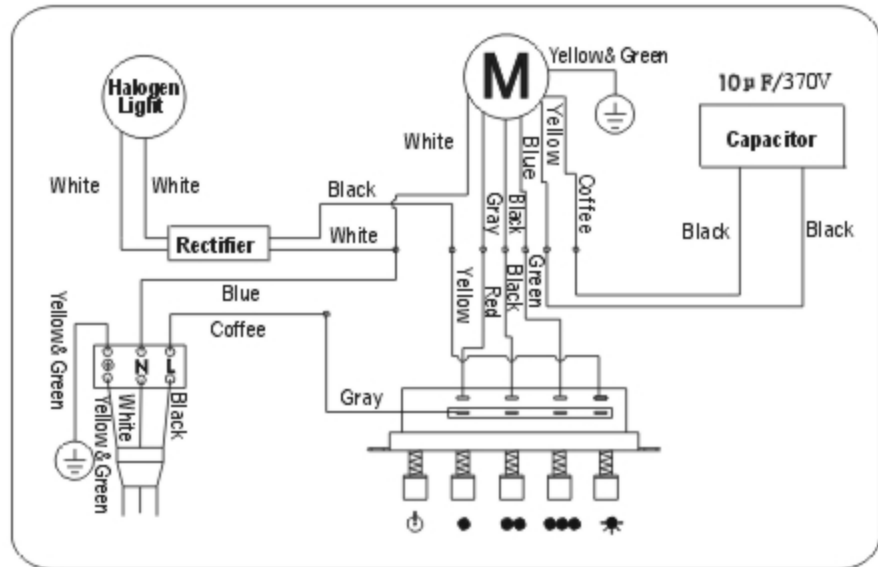 Halogen
Light
White
White
Rectifier
Black
White
White
M
Yellow& Green
Yellow
Blue
Black
Gray
Coffee
10μF/370V
Capacitor
Black
Black
Blue
Coffee
Yellow
Red
Black
Green
Gray
Yellow& Green
N
L
Yellow & Green
White
Black